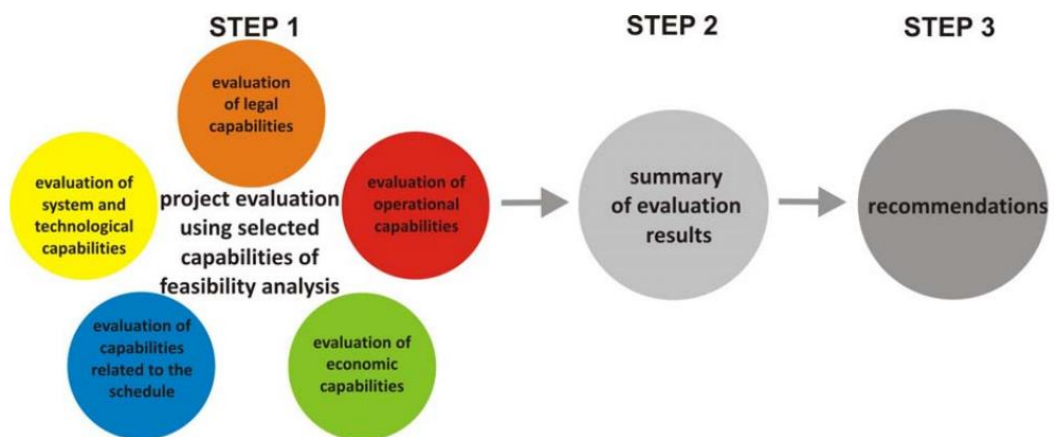 STEP 1
evaluation
of legal
capabilities
evaluation of
system and
technological
capabilities
project evaluation
using selected
capabilities of
feasibility analysis
evaluation of
operational
capabilities
evaluation of
capabilities
related to the
schedule
evaluation of
economic
capabilities
STEP 2
summary
of evaluation
results
STEP 3
recommendations